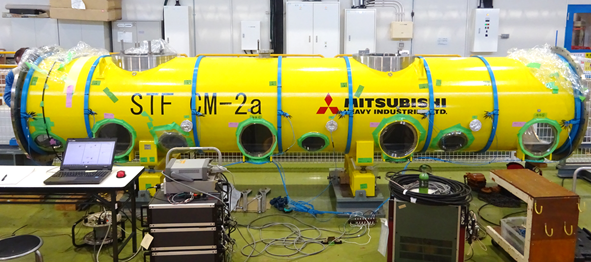 STF CM-2a
MITSUBISHI
HEAVY INDUSTRIES, LTD.